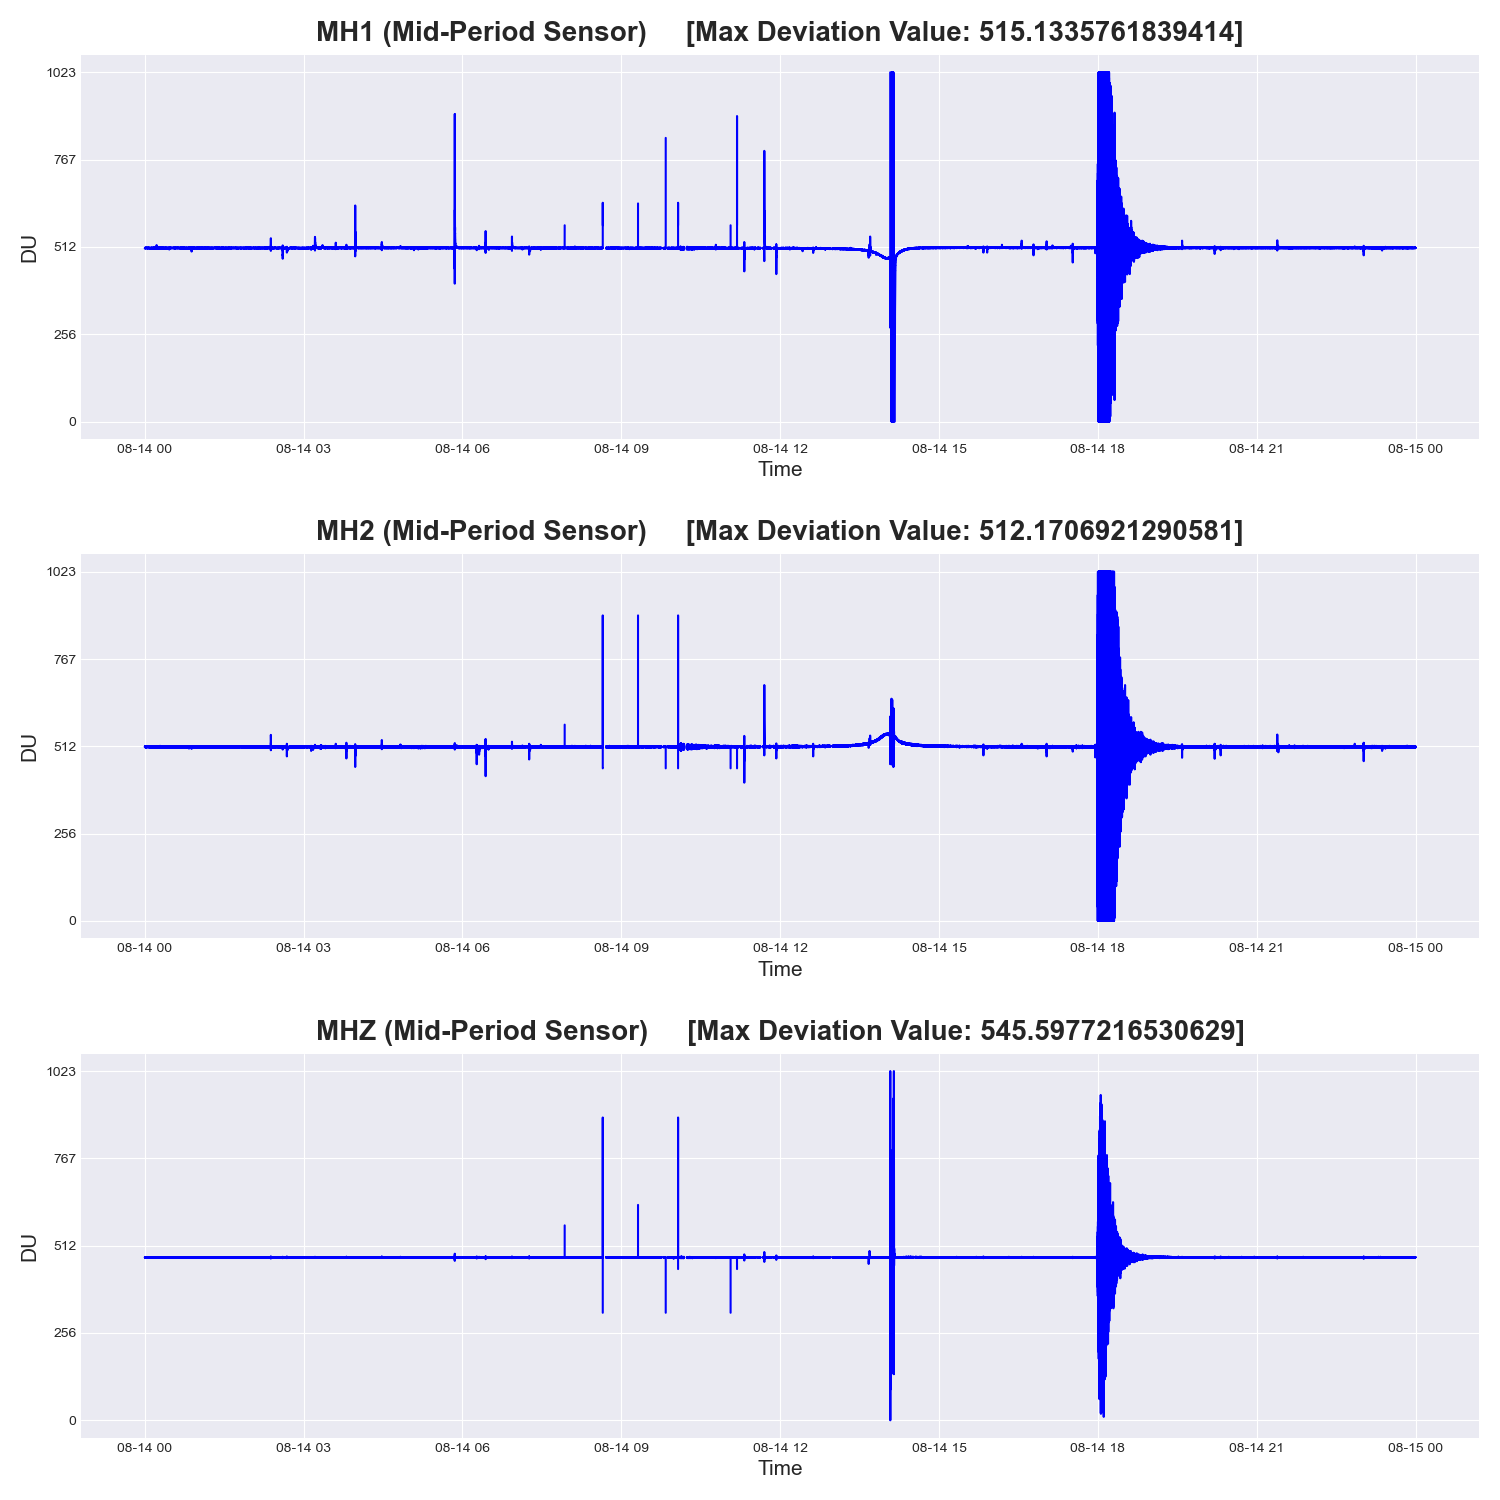 MH1 (Mid-Period Sensor) [Max Deviation Value: 515.1335761839414]
1023
767
512
256
0
DU
08-14 00 08-14 03 08-14 06 08-14 09 08-14 12 08-14 15 08-14 18 08-14 21 08-15 00
Time
MH2 (Mid-Period Sensor) [Max Deviation Value: 512.1706921290581]
1023
767
512
256
0
DU
08-14 00 08-14 03 08-14 06 08-14 09 08-14 12 08-14 15 08-14 18 08-14 21 08-15 00
Time
MHZ (Mid-Period Sensor) [Max Deviation Value: 545.5977216530629]
1023
767
512
256
0
DU
08-14 00 08-14 03 08-14 06 08-14 09 08-14 12 08-14 15 08-14 18 08-14 21 08-15 00
Time